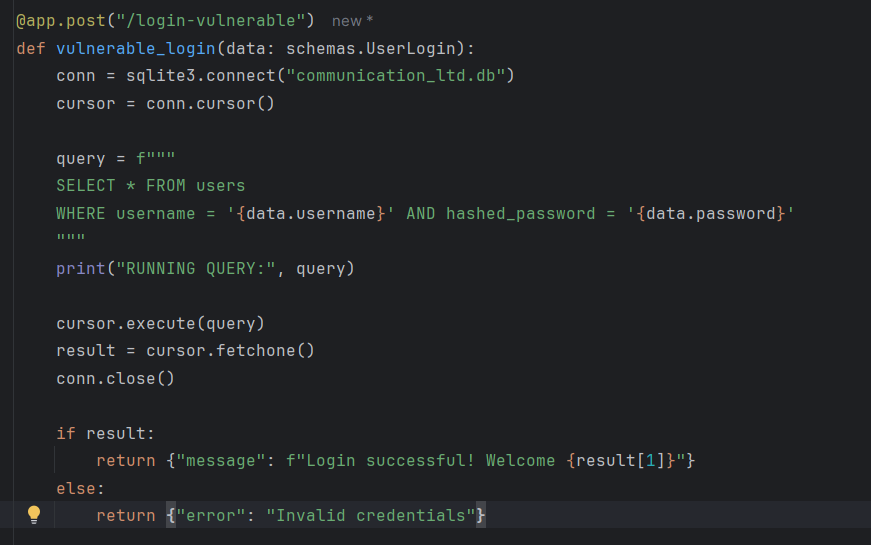 @app.post("/login-vulnerable")  new *
def vulnerable_login(data: schemas.UserLogin):
    conn = sqlite3.connect("communication_ltd.db")
    cursor = conn.cursor()

    query = f"""
    SELECT * FROM users
    WHERE username = '{data.username}' AND hashed_password = '{data.password}'
    """
    print("RUNNING QUERY:", query)

    cursor.execute(query)
    result = cursor.fetchone()
    conn.close()

    if result:
        return {"message": f"Login successful! Welcome {result[1]}"}
    else:
        return {"error": "Invalid credentials"}